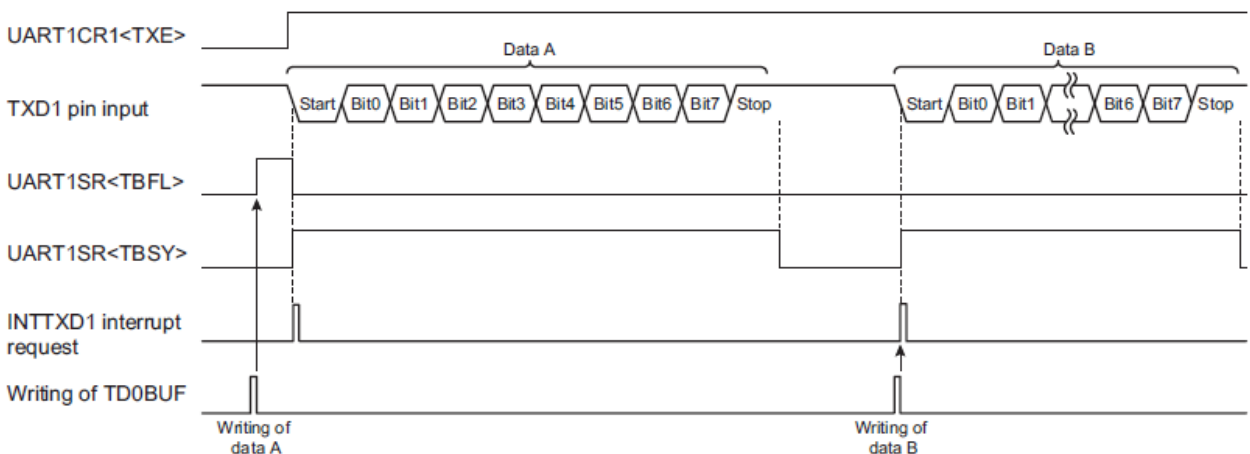 UART1CR1<TXE>
Data A
Data B
TXD1 pin input
Start Bit0 Bit1 Bit2 Bit3 Bit4 Bit5 Bit6 Bit7 Stop
Start Bit0 Bit1 Bit6 Bit7 Stop
UART1SR<TBFL>
UART1SR<TBSY>
INTTXD1 interrupt
request
Writing of TD0BUF
Writing of
data A
Writing of
data B